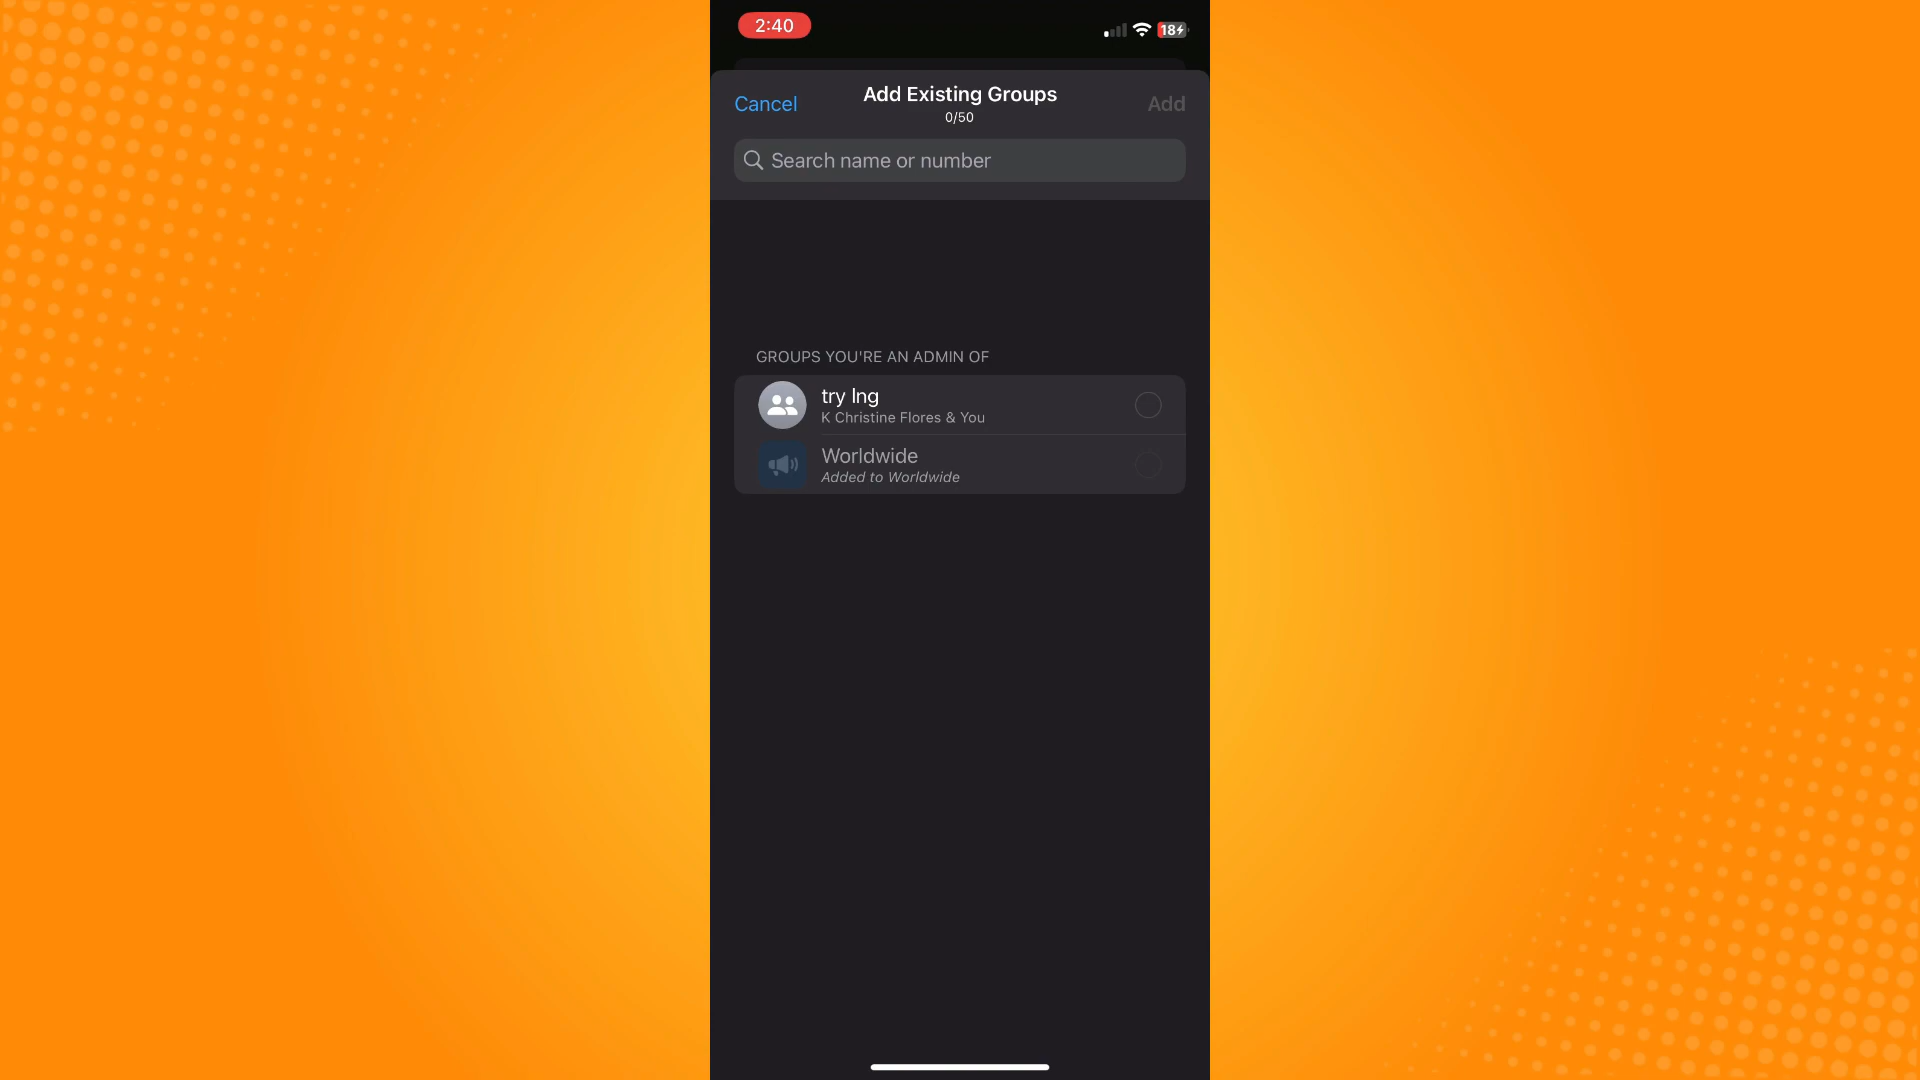 2:40
18
Cancel
Add Existing Groups
Add
0/50
Search name or number
GROUPS YOU'RE AN ADMIN OF
try lng
K Christine Flores & You
Worldwide
Added to Worldwide